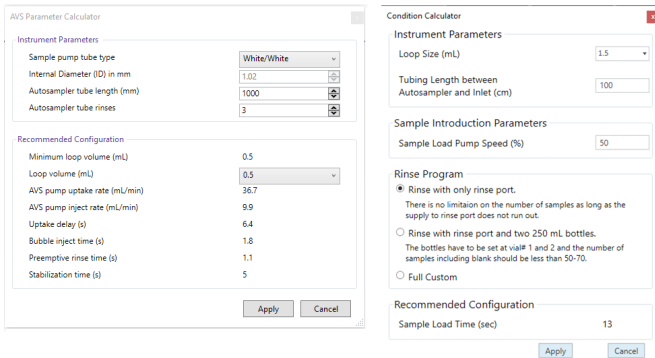 AVS Parameter Calculator
Instrument Parameters
Sample pump tube type White/White
Internal Diameter (ID) in mm 1.02
Autosampler tube length (mm) 1000
Autosampler tube rinses 3
Recommended Configuration
Minimum loop volume (mL) 0.5
Loop volume (mL) 0.5
AVS pump uptake rate (mL/min) 36.7
AVS pump inject rate (mL/min) 9.9
Uptake delay (s) 6.4
Bubble inject time (s) 1.8
Preemptive rinse time (s) 1.1
Stabilization time (s) 5
Apply Cancel
Condition Calculator x
Instrument Parameters
Loop Size (mL) 1.5
Tubing Length between
Autosampler and Inlet (cm) 100
Sample Introduction Parameters
Sample Load Pump Speed (%) 50
Rinse Program
Rinse with only rinse port.
There is no limitaion on the number of samples as long as the
supply to rinse port does not run out.
Rinse with rinse port and two 250 mL bottles.
The bottles have to be set at vial# 1 and 2 and the number of
samples including blank should be less than 50-70.
Full Custom
Recommended Configuration
Sample Load Time (sec) 13
Apply Cancel